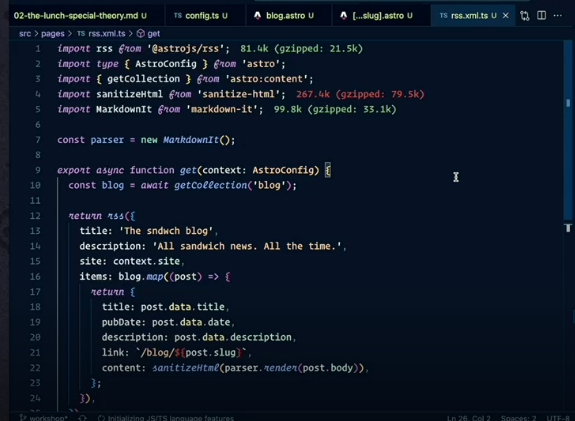 02-the-lunch-special-theory.md U
TS config.ts U
blog.astro U
[...slug].astro U
TS rss.xml.ts U
src > pages > TS rss.xml.ts > get
1 import rss from '@astrojs/rss'; 81.4k (gzipped: 21.5k)
2 import type { AstroConfig } from 'astro';
3 import { getCollection } from 'astro:content';
4 import sanitizeHtml from 'sanitize-html'; 267.4k (gzipped: 79.5k)
5 import MarkdownIt from 'markdown-it'; 99.8k (gzipped: 33.1k)
6
7 const parser = new MarkdownIt();
8
9 export async function get(context: AstroConfig) {
10 const blog = await getCollection('blog');
11
12 return rss({
13 title: 'The sndwch blog',
14 description: 'All sandwich news. All the time.',
15 site: context.site,
16 items: blog.map((post) => {
17 return {
18 title: post.data.title,
19 pubDate: post.data.date,
20 description: post.data.description,
21 link: `/blog/${post.slug}`,
22 content: sanitizeHtml(parser.render(post.body)),
23 };
24 }),
workshop* Initializing JS/TS language features Ln 26, Col 2 Spaces: 2 UTF-8